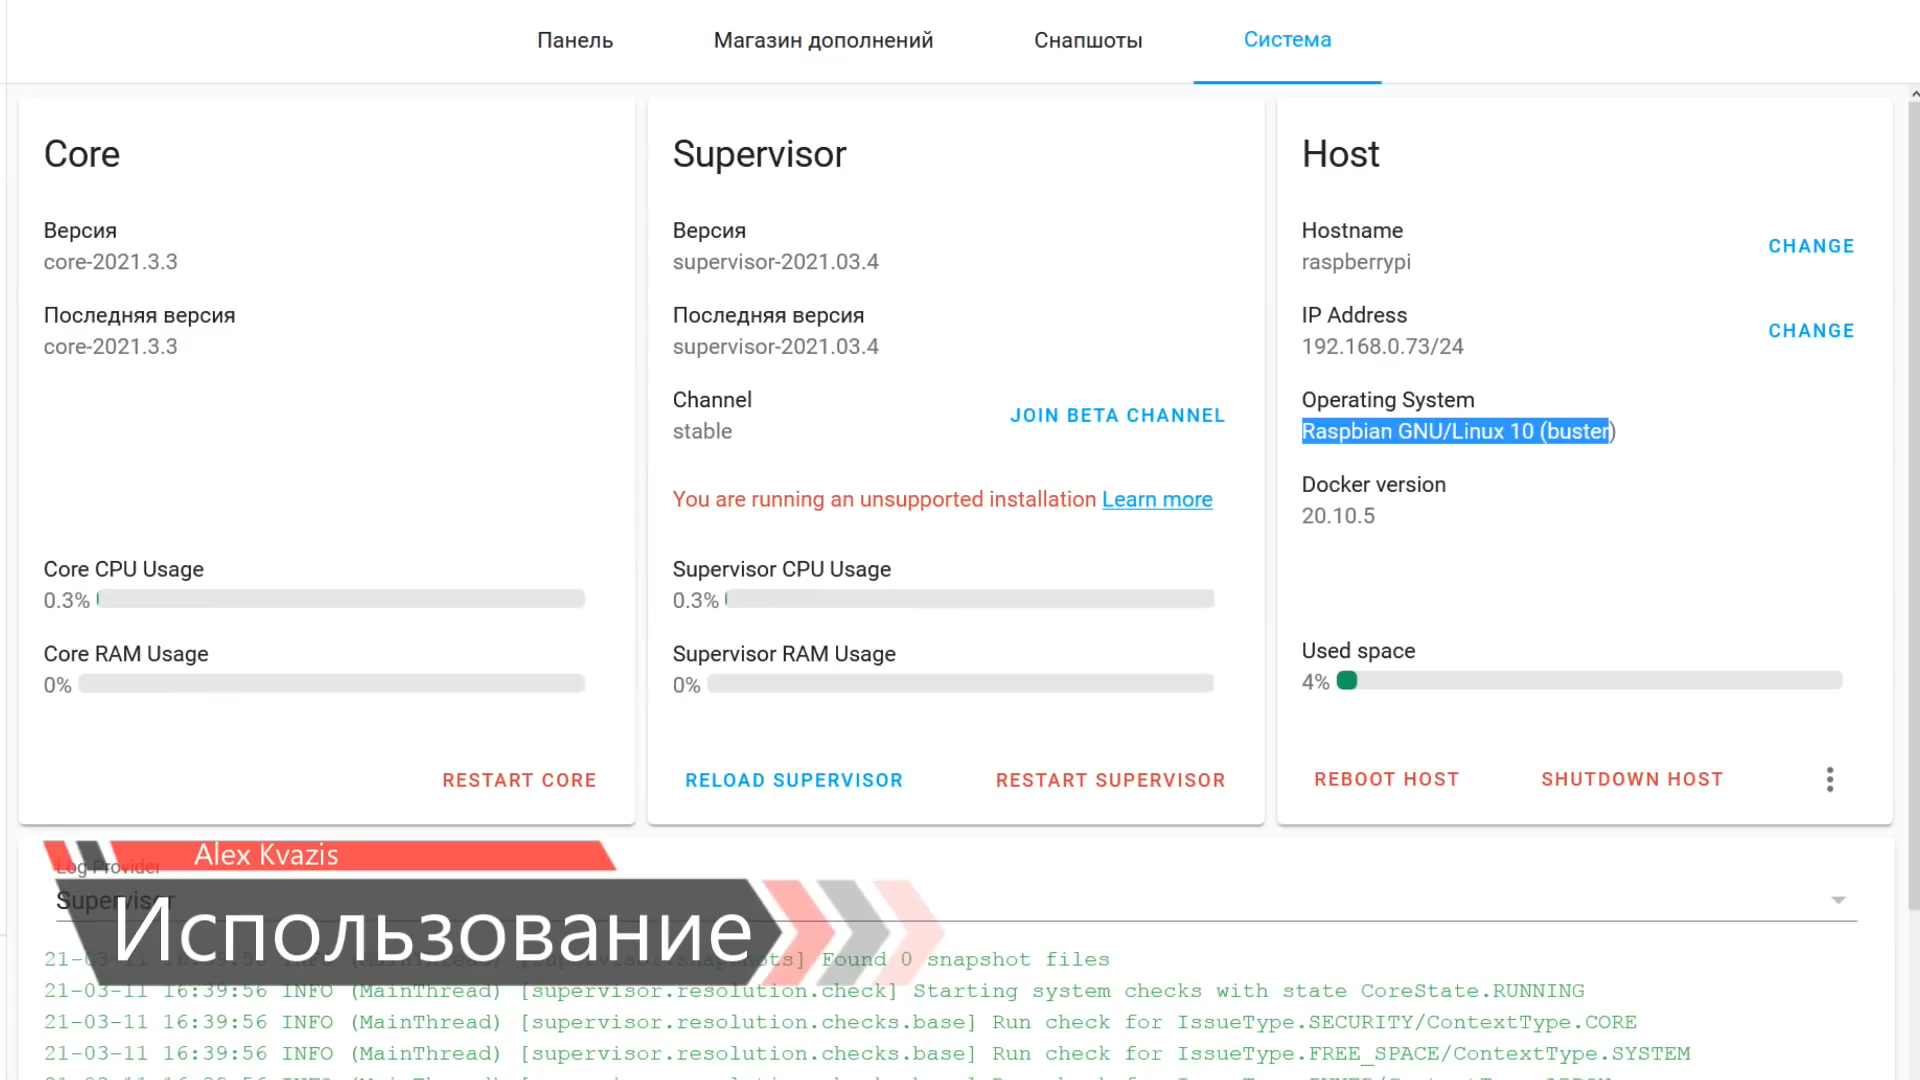 Панель Магазин дополнений Снапшоты Система
Core
Версия
core-2021.3.3
Последняя версия
core-2021.3.3
Core CPU Usage
0.3%
Core RAM Usage
0%
RESTART CORE
Supervisor
Версия
supervisor-2021.03.4
Последняя версия
supervisor-2021.03.4
Channel
stable
JOIN BETA CHANNEL
You are running an unsupported installation Learn more
Supervisor CPU Usage
0.3%
Supervisor RAM Usage
0%
RELOAD SUPERVISOR RESTART SUPERVISOR
Host
Hostname
raspberrypi
CHANGE
IP Address
192.168.0.73/24
CHANGE
Operating System
Raspbian GNU/Linux 10 (buster)
Docker version
20.10.5
Used space
4%
REBOOT HOST SHUTDOWN HOST
Alex Kvazis
Log Provider
Supervisor
Использование
Found 0 snapshot files
21-03-11 16:39:56 INFO (MainThread) [supervisor.resolution.check] Starting system checks with state CoreState.RUNNING
21-03-11 16:39:56 INFO (MainThread) [supervisor.resolution.checks.base] Run check for IssueType.SECURITY/ContextType.CORE
21-03-11 16:39:56 INFO (MainThread) [supervisor.resolution.checks.base] Run check for IssueType.FREE_SPACE/ContextType.SYSTEM